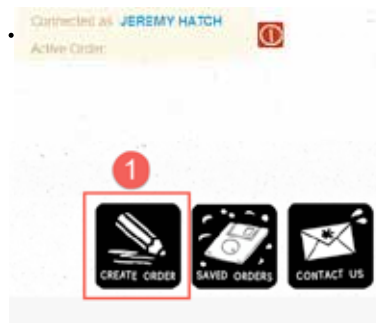 Connected as JEREMY HATCH
Active Order:
1
CREATE ORDER
SAVED ORDERS
CONTACT US